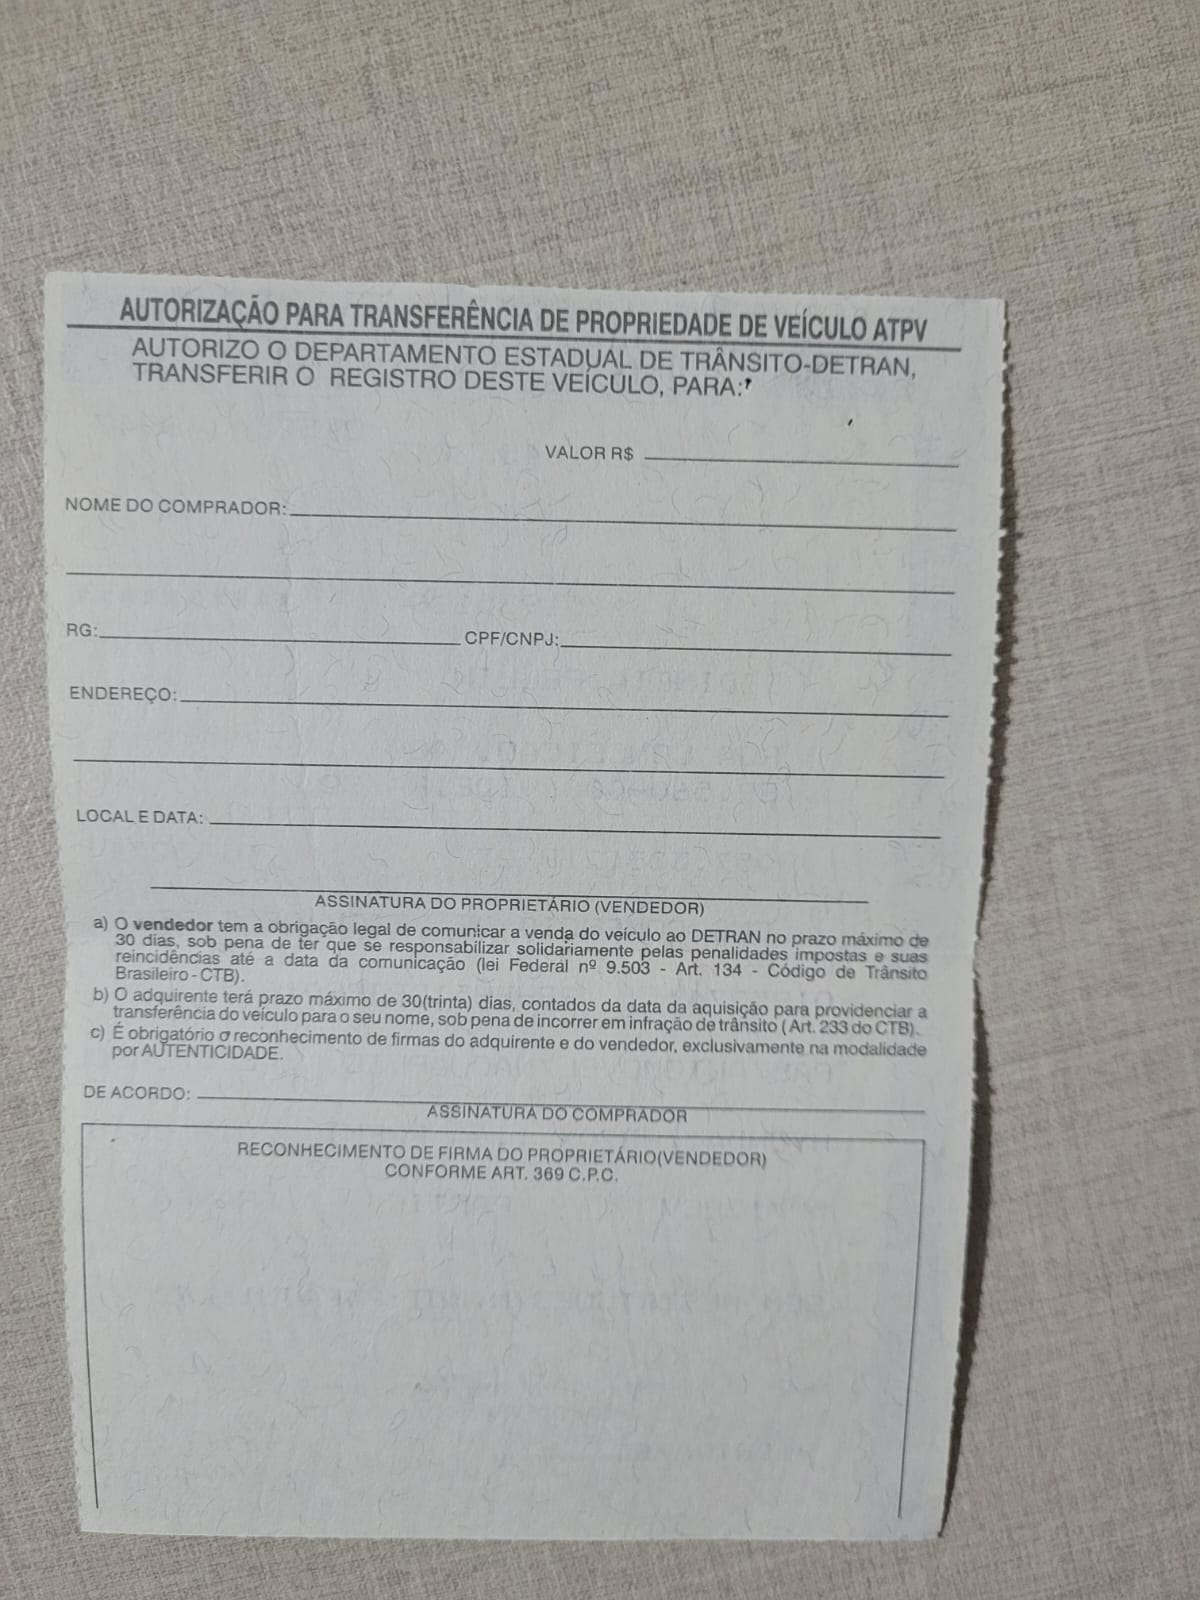 AUTORIZAÇÃO PARA TRANSFERÊNCIA DE PROPRIEDADE DE VEÍCULO ATPV
AUTORIZO O DEPARTAMENTO ESTADUAL DE TRÂNSITO-DETRAN,
TRANSFERIR O REGISTRO DESTE VEÍCULO, PARA:
VALOR R$
NOME DO COMPRADOR:
RG: CPF/CNPJ:
ENDEREÇO:
LOCAL E DATA:
ASSINATURA DO PROPRIETÁRIO (VENDEDOR)
a) O vendedor tem a obrigação legal de comunicar a venda do veículo ao DETRAN no prazo máximo de
30 dias, sob pena de ter que se responsabilizar solidariamente pelas penalidades impostas e suas
reincidências até a data da comunicação (lei Federal nº 9.503 - Art. 134 - Código de Trânsito
Brasileiro - CTB).
b) O adquirente terá prazo máximo de 30(trinta) dias, contados da data da aquisição para providenciar a
transferência do veículo para o seu nome, sob pena de incorrer em infração de trânsito ( Art. 233 do CTB).
c) É obrigatório o reconhecimento de firmas do adquirente e do vendedor, exclusivamente na modalidade
por AUTENTICIDADE.
DE ACORDO:
ASSINATURA DO COMPRADOR
RECONHECIMENTO DE FIRMA DO PROPRIETÁRIO(VENDEDOR)
CONFORME ART. 369 C.P.C.